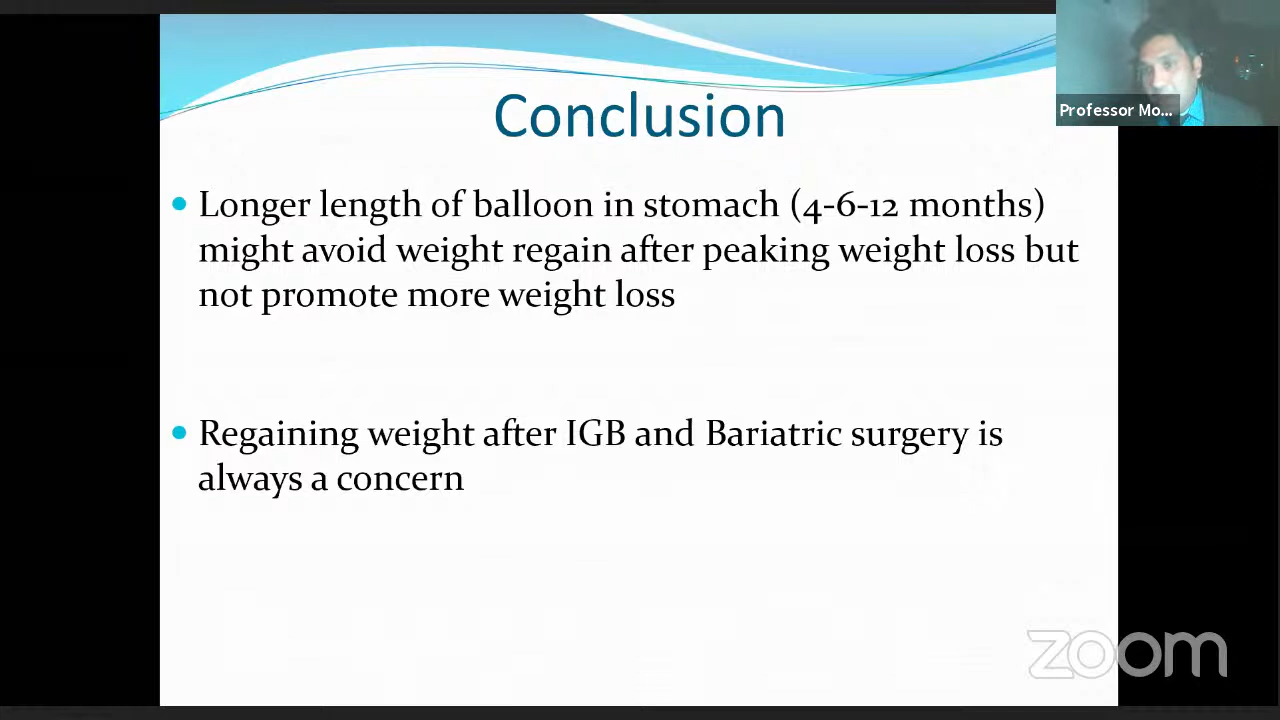 Conclusion
Professor Mo...
• Longer length of balloon in stomach (4-6-12 months)
might avoid weight regain after peaking weight loss but
not promote more weight loss
• Regaining weight after IGB and Bariatric surgery is
always a concern
zoom